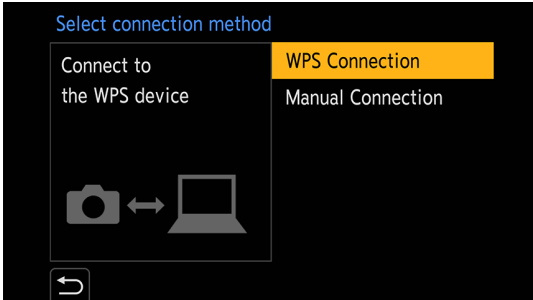 Select connection method
Connect to
the WPS device
WPS Connection
Manual Connection